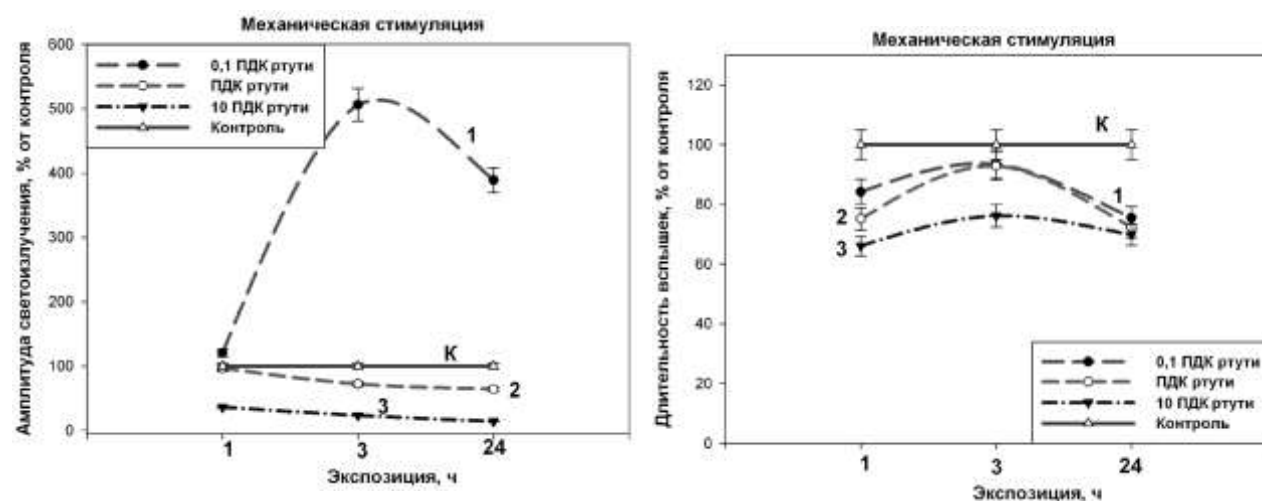 Механическая стимуляция
Амплитуда светоизлучения, % от контроля
600
500
400
300
200
100
0
0,1 ПДК ртути
ПДК ртути
10 ПДК ртути
Контроль
1
К
2
3
1
3
24
Экспозиция, ч
Механическая стимуляция
Длительность вспышек, % от контроля
120
100
80
60
40
20
0
К
1
2
3
0,1 ПДК ртути
ПДК ртути
10 ПДК ртути
Контроль
1
3
24
Экспозиция, ч